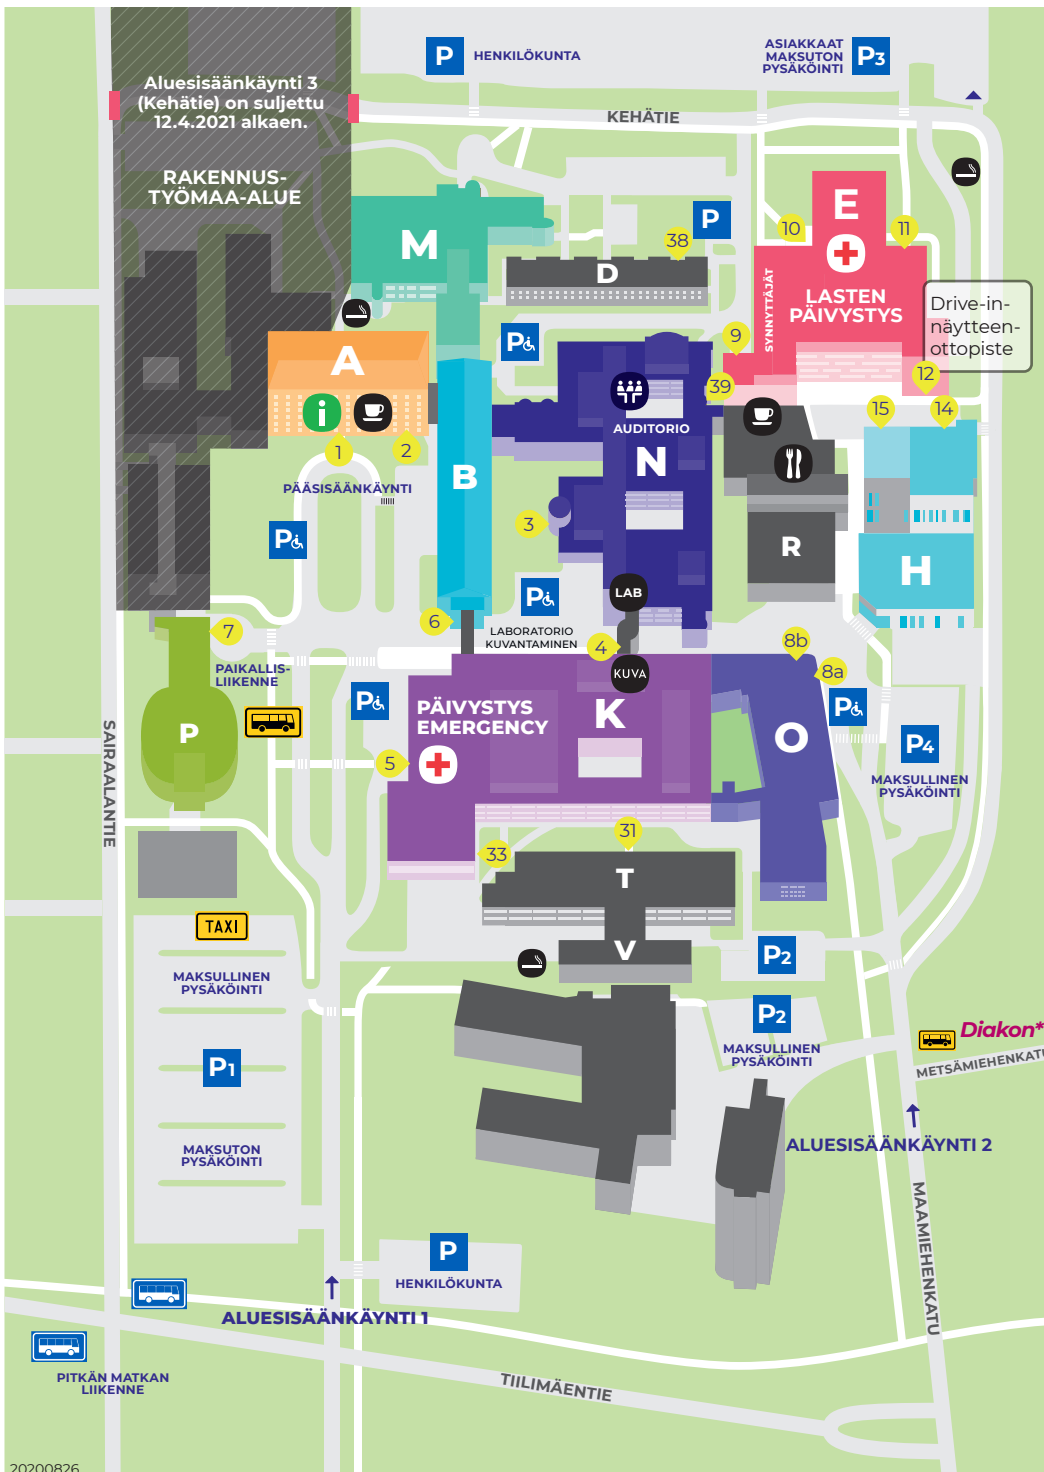 P
HENKILÖKUNTA
ASIAKKAAT
MAKSUTON
PYSÄKÖINTI
P3
Aluesisäänkäynti 3
(Kehätie) on suljettu
12.4.2021 alkaen.
KEHÄTIE
RAKENNUS-
TYÖMAA-ALUE
M
D
38
P
E
10
11
SYNNYTTÄJÄT
LASTEN
PÄIVYSTYS
Drive-in-
näytteen-
ottopiste
9
39
12
15
14
A
i
1
2
PÄÄSISÄÄNKÄYNTI
P
B
P
AUDITORIO
N
3
R
H
LAB
P
6
LABORATORIO
KUVANTAMINEN
4
KUVA
7
PAIKALLIS-
LIIKENNE
P
8b
8a
P
P
PÄIVYSTYS
EMERGENCY
K
O
5
P4
MAKSULLINEN
PYSÄKÖINTI
SAIRAALANTIE
31
33
T
V
TAXI
MAKSULLINEN
PYSÄKÖINTI
P2
P2
MAKSULLINEN
PYSÄKÖINTI
Diakon*
METSÄMIEHENKATU
P1
MAKSUTON
PYSÄKÖINTI
ALUESISÄÄNKÄYNTI 2
MAAMIEHENKATU
P
HENKILÖKUNTA
ALUESISÄÄNKÄYNTI 1
PITKÄN MATKAN
LIIKENNE
TIILIMÄENTIE
20200826